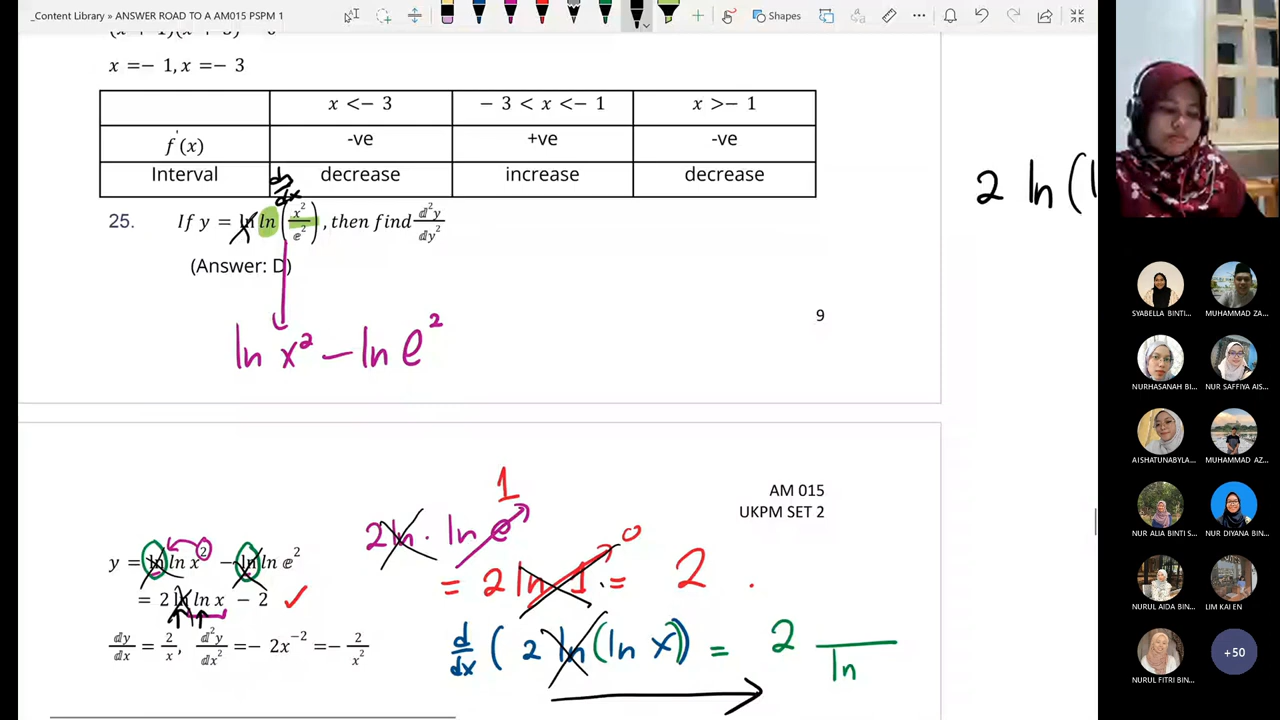 _Content Library » ANSWER ROAD TO A AM015 PSPM 1
Shapes
x = − 1, x = − 3
x < − 3
− 3 < x < − 1
x > − 1
f'(x)
-ve
+ve
-ve
Interval
decrease
increase
decrease
dy/dx
25. If y = ln ln (x²/e²), then find d²y/dy²
(Answer: D)
ln x² − ln e²
9
AM 015
UKPM SET 2
1
2 ln · ln e
y = ln ln x² − ln ln e²
= 2 ln 1 = 2 .
0
= 2 ln ln x − 2
dy/dx = 2/x, d²y/dx² = − 2x⁻² = − 2/x²
d/dx ( 2 ln (ln x)) = 2 /ln
2 ln (
SYABELLA BINTI...
MUHAMMAD ZA...
NURHASANAH BI...
NUR SAFFIYA AIS...
AISHATUNABYLA...
MUHAMMAD AZ...
NUR ALIA BINTI S...
NUR DIYANA BIN...
NURUL AIDA BIN...
LIM KAI EN
NURUL FITRI BIN...
+50